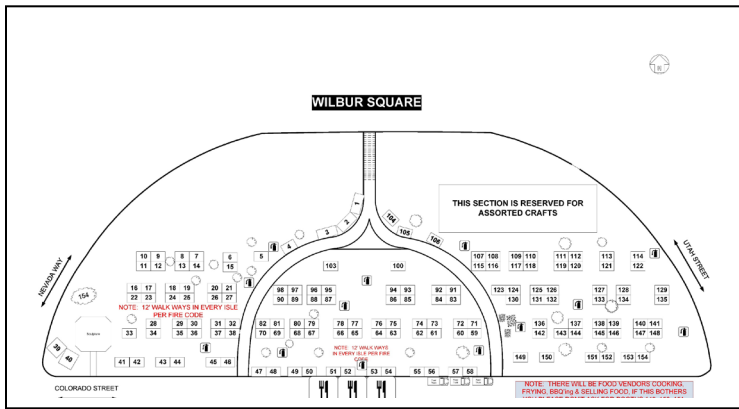 WILBUR SQUARE
THIS SECTION IS RESERVED FOR
ASSORTED CRAFTS
NEVADA WAY
UTAH STREET
1
2
3
4
104
105
106
10 9 8 7 6 5
11 12 13 14 15
103 100
107 108 109 110 111 112 113 114
115 116 117 118 119 120 121 122
164
16 17 18 19 20 21
22 23 24 25 26 27
98 97 96 95 94 93 92 91
90 89 88 87 86 85 84 83
123 124 125 126 127 128 129
130 131 132 133 134 135
NOTE: 12' WALK WAYS IN EVERY ISLE
PER FIRE CODE
28 29 30 31 32
33 34 35 36 37 38
82 81 80 79 78 77 76 75 74 73 72 71
70 69 68 67 66 65 64 63 62 61 60 59
136 137 138 139 140 141
142 143 144 145 146 147 148
NOTE: 12' WALK WAYS
IN EVERY ISLE PER FIRE
39
40
41 42 43 44 45 46
47 48 49 50 51 52 53 54 55 56 57 58
149 150 151 152 153 154
COLORADO STREET
NOTE: THERE WILL BE FOOD VENDORS COOKING,
FRYING, BBQ'ing & SELLING FOOD, IF THIS BOTHERS